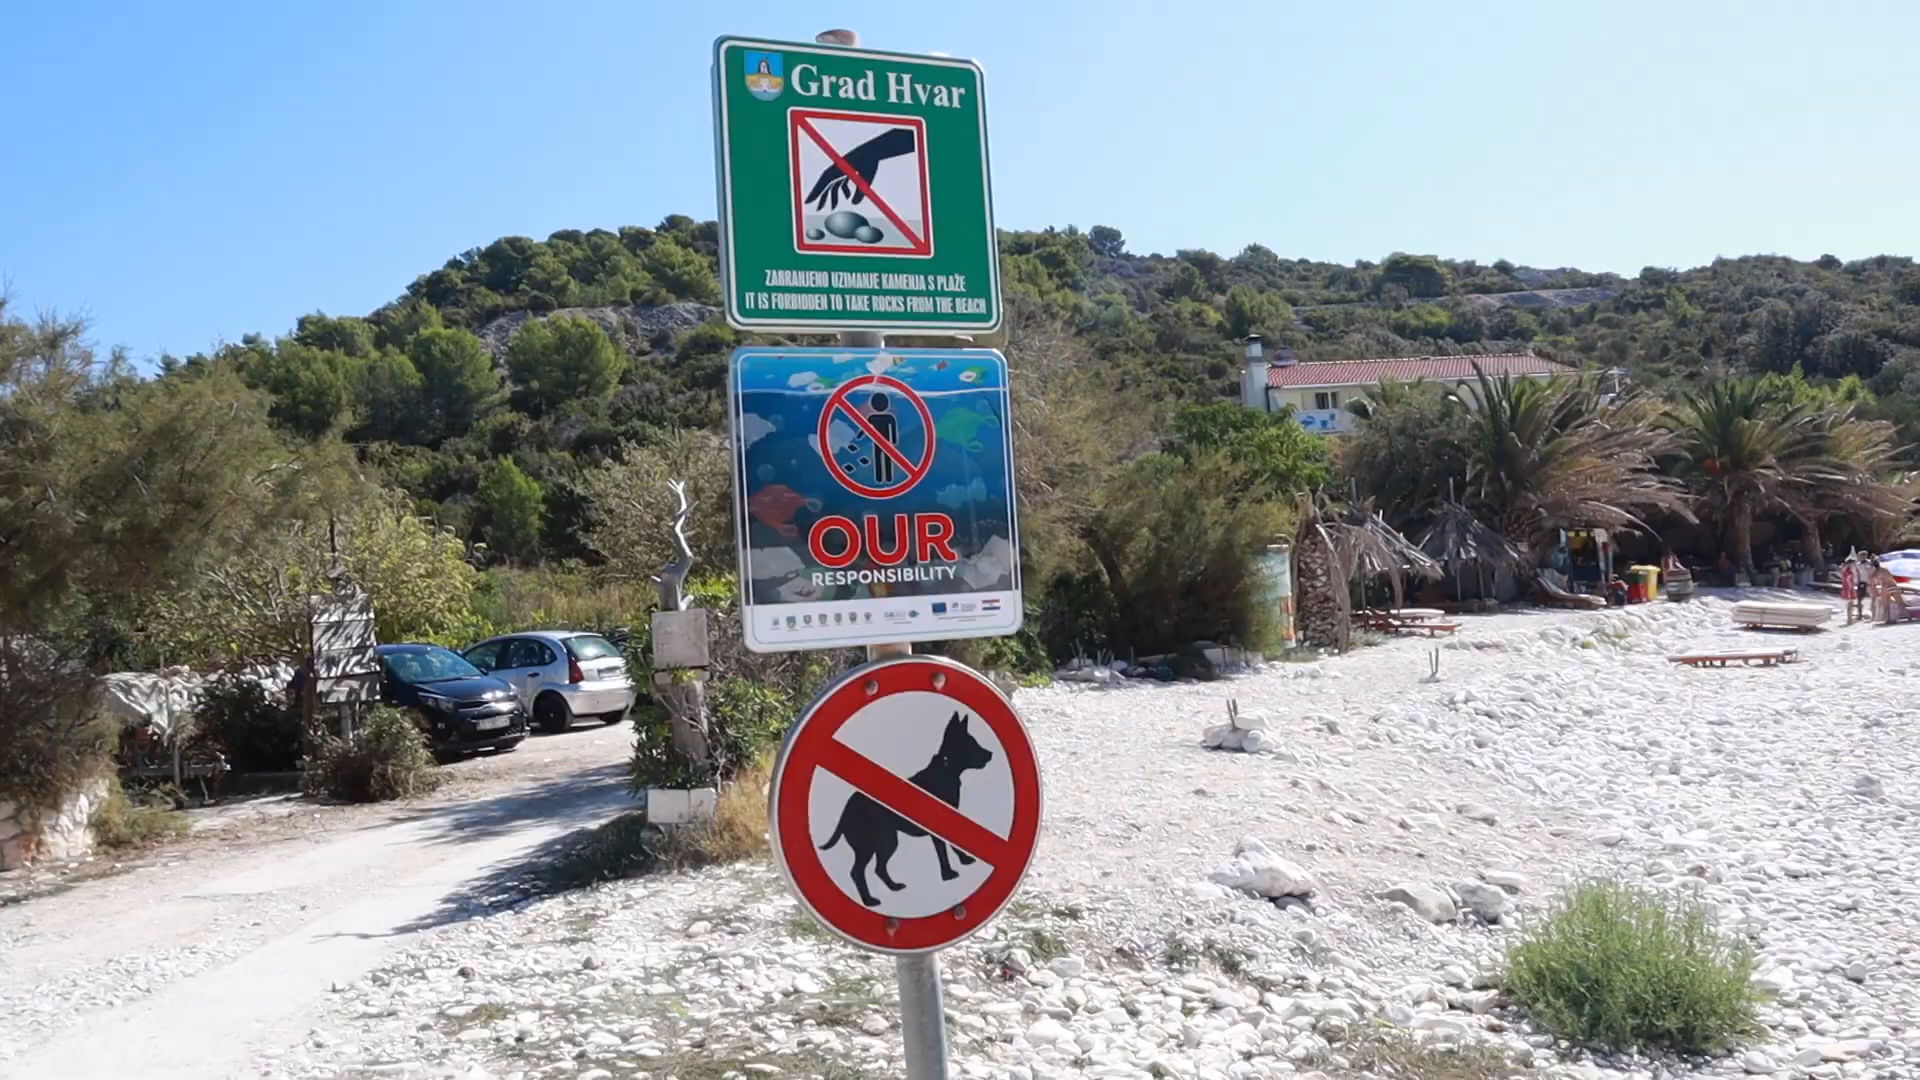 Grad Hvar
ZABRANJENO UZIMANJE KAMENJA S PLAŽE
IT IS FORBIDDEN TO TAKE ROCKS FROM THE BEACH
OUR
RESPONSIBILITY